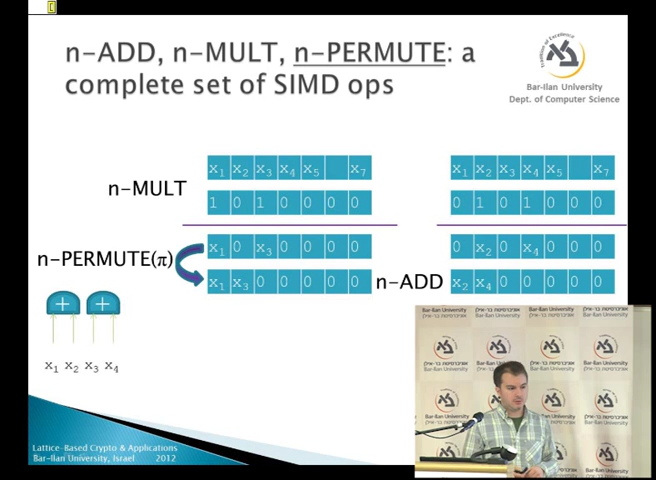 n-ADD, n-MULT, n-PERMUTE: a
complete set of SIMD ops
Bar-Ilan University
Dept. of Computer Science
x₁ x₂ x₃ x₄ x₅ x₇
x₁ x₂ x₃ x₄ x₅ x₇
n-MULT
1 0 1 0 0 0 0
0 1 0 1 0 0 0
x₁ 0 x₃ 0 0 0 0
0 x₂ 0 x₄ 0 0 0
n-PERMUTE(π)
x₁ x₃ 0 0 0 0 0
n-ADD
x₂ x₄ 0 0 0 0 0
+ +
x₁ x₂ x₃ x₄
Bar-Ilan University
אוניברסיטת בר-אילן
Lattice-Based Crypto & Applications
Bar-Ilan University, Israel 2012